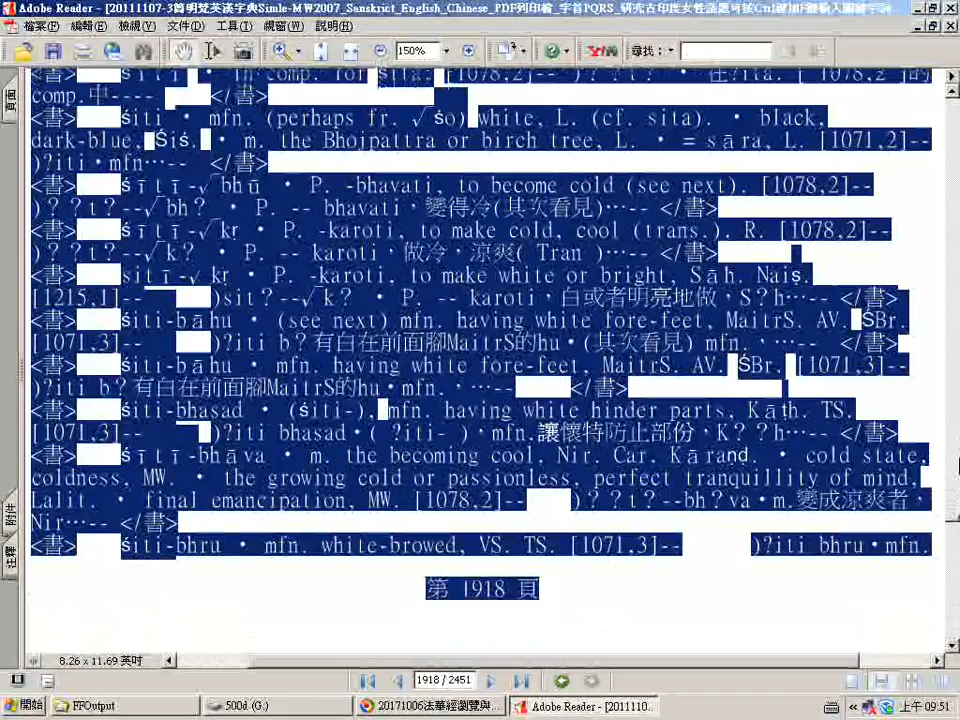 Adobe Reader - [20111107-3篇明梵英漢字典Simle-MW2007_Sanskrict_English_Chinese_PDF列印稿_字首PQRS_研究古印度女性議題可按Ctrl鍵加F鍵輸入關鍵字詞
檔案(F) 編輯(E) 檢視(V) 文件(D) 工具(T) 視窗(W) 說明(H)
150% 尋找：
頁面
<書> śīti • in comp. for śīta. [1078,2]-- )??t? • 在?ita. [ 1078,2 ]的
comp.中---- </書>
<書> śiti • mfn. (perhaps fr. √śo) white, L. (cf. sita). • black,
dark-blue, Śiś. • m. the Bhojpattra or birch tree, L. • = sāra, L. [1071,2]--
)?iti•mfn…-- </書>
<書> śītī-√bhū • P. -bhavati, to become cold (see next). [1078,2]--
)??t?--√bh? • P. -- bhavati，變得冷(其次看見)…-- </書>
<書> śītī-√kṛ • P. -karoti, to make cold, cool (trans.), R. [1078,2]--
)??t?--√k? • P. -- karoti，做冷，涼爽( Tran )…-- </書>
<書> sitī-√kṛ • P. -karoti, to make white or bright, Sāh. Naiṣ.
[1215,1]-- )sit?--√k? • P. -- karoti，白或者明亮地做，S?h…-- </書>
<書> śiti-bāhu • (see next) mfn. having white fore-feet, MaitrS. AV. ŚBr.
[1071,3]-- )?iti b?有白在前面腳MaitrS的hu•(其次看見) mfn.，…-- </書>
<書> śiti-bāhu • mfn. having white fore-feet, MaitrS. AV. ŚBr. [1071,3]--
)?iti b?有白在前面腳MaitrS的hu•mfn.，…-- </書>
<書> śiti-bhasad • (śiti-), mfn. having white hinder parts, Kāṭh. TS.
[1071,3]-- )?iti bhasad•( ?iti- )，mfn.讓懷特防止部份，K??h…-- </書>
<書> śītī-bhāva • m. the becoming cool, Nir. Car. Kāraṇḍ. • cold state,
coldness, MW. • the growing cold or passionless, perfect tranquillity of mind,
Lalit. • final emancipation, MW. [1078,2]-- )??t?--bh?va•m.變成涼爽者，
Nir…-- </書>
<書> śiti-bhru • mfn. white-browed, VS. TS. [1071,3]-- )?iti bhru•mfn.
第 1918 頁
附件
注釋
8.26 x 11.69 英吋
1918 / 2451
開始 FFOutput 500d (G:) 20171006法華經瀏覽與... Adobe Reader - [2011110... 上午 09:51